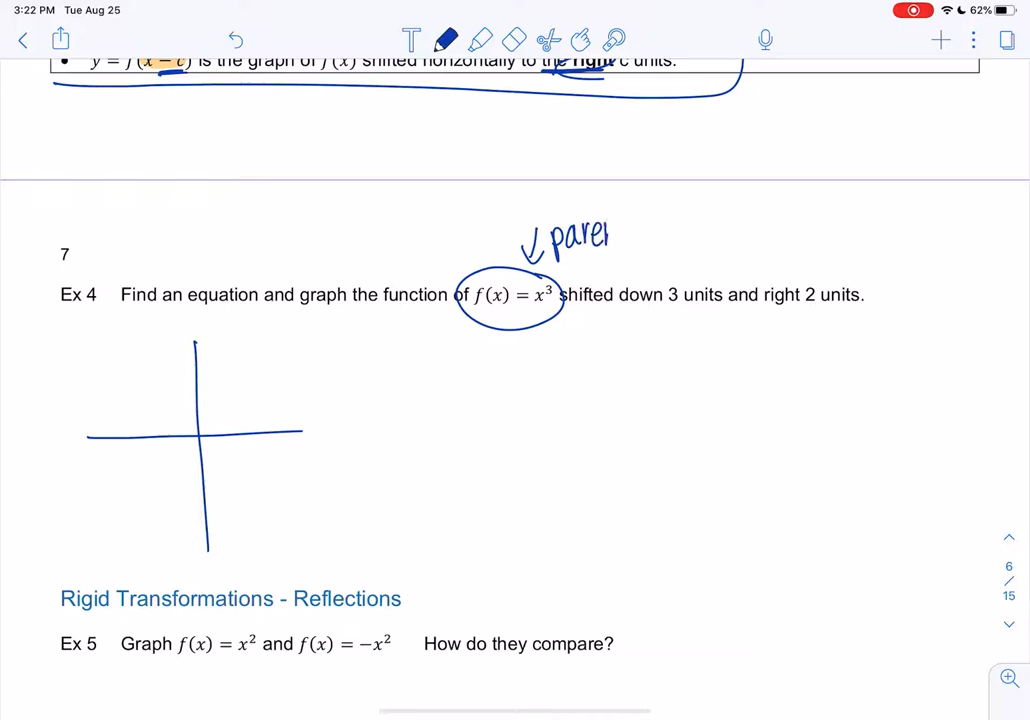 3:22 PM Tue Aug 25
62%
T
• y = f(x − c) is the graph of f(x) shifted horizontally to the right c units.
7
paren
Ex 4 Find an equation and graph the function of f(x) = x³ shifted down 3 units and right 2 units.
6
/
15
Rigid Transformations - Reflections
Ex 5 Graph f(x) = x² and f(x) = −x² How do they compare?